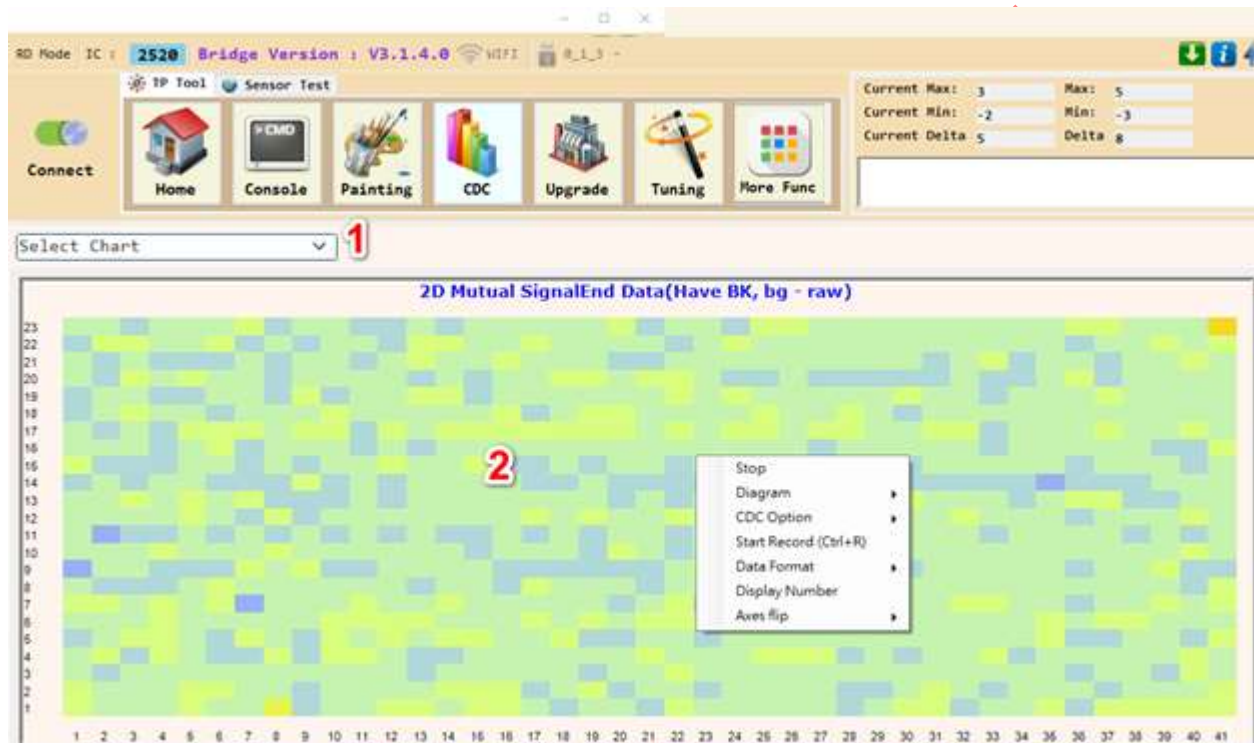 RD Mode IC : 2520 Bridge Version : V3.1.4.0 WIFI 0_1_3 -
TP Tool Sensor Test
Connect
Home Console Painting CDC Upgrade Tuning More Func
> CMD
Current Max: 3 Max: 5
Current Min: -2 Min: -3
Current Delta 5 Delta 8
Select Chart
1
2D Mutual SignalEnd Data(Have BK, bg - raw)
23
22
21
20
19
18
17
16
15
14
13
12
11
10
9
8
7
6
5
4
3
2
1
2
Stop
Diagram
CDC Option
Start Record (Ctrl+R)
Data Format
Display Number
Axes flip
1 2 3 4 5 6 7 8 9 10 11 12 13 14 15 16 17 18 19 20 21 22 23 24 25 26 27 28 29 30 31 32 33 34 35 36 37 38 39 40 41